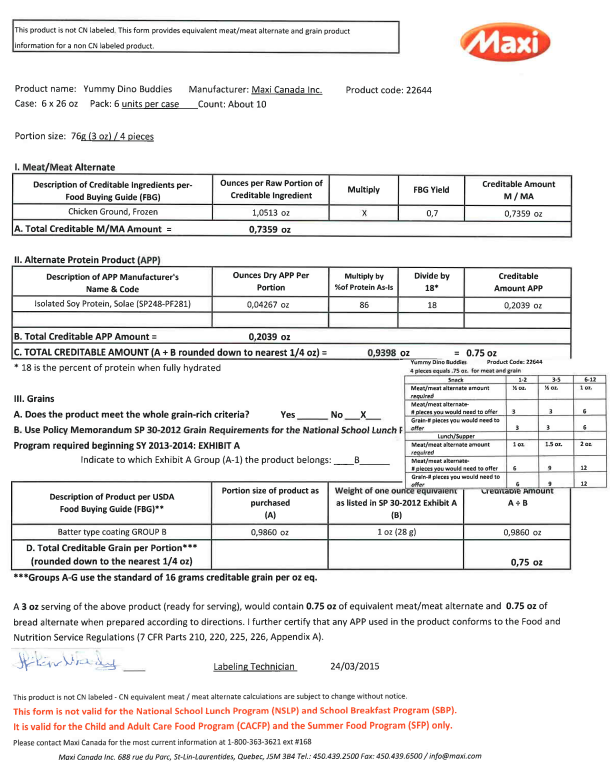 This product is not CN labeled. This form provides equivalent meat/meat alternate and grain product
information for a non CN labeled product.
Maxi
Product name: Yummy Dino Buddies Manufacturer: Maxi Canada Inc. Product code: 22644
Case: 6 x 26 oz Pack: 6 units per case Count: About 10
Portion size: 76g (3 oz) / 4 pieces
I. Meat/Meat Alternate
Description of Creditable Ingredients per- Food Buying Guide (FBG) Ounces per Raw Portion of Creditable Ingredient Multiply FBG Yield Creditable Amount M / MA
Chicken Ground, Frozen 1,0513 oz X 0,7 0,7359 oz
A. Total Creditable M/MA Amount = 0,7359 oz
II. Alternate Protein Product (APP)
Description of APP Manufacturer's Name & Code Ounces Dry APP Per Portion Multiply by %of Protein As-Is Divide by 18* Creditable Amount APP
Isolated Soy Protein, Solae (SP248-PF281) 0,04267 oz 86 18 0,2039 oz
B. Total Creditable APP Amount = 0,2039 oz
C. TOTAL CREDITABLE AMOUNT (A + B rounded down to nearest 1/4 oz) = 0,9398 oz = 0.75 oz
* 18 is the percent of protein when fully hydrated
Yummy Dino Buddies Product Code: 22644
4 pieces equals .75 oz. for meat and grain
Snack 1-2 3-5 6-12
Meat/meat alternate amount required ½ oz. ½ oz. 1 oz.
Meat/meat alternate- # pieces you would need to offer 3 3 6
Grain-# pieces you would need to offer 3 3 6
Lunch/Supper
Meat/meat alternate amount required 1 oz. 1.5 oz. 2 oz.
Meat/meat alternate- # pieces you would need to offer 6 9 12
Grain-# pieces you would need to offer 6 9 12
III. Grains
A. Does the product meet the whole grain-rich criteria? Yes ______ No ___X___
B. Use Policy Memorandum SP 30-2012 Grain Requirements for the National School Lunch
Program required beginning SY 2013-2014: EXHIBIT A
Indicate to which Exhibit A Group (A-1) the product belongs: ____B______
Description of Product per USDA Food Buying Guide (FBG)** Portion size of product as purchased (A) Weight of one ounce equivalent as listed in SP 30-2012 Exhibit A (B) Creditable Amount A ÷ B
Batter type coating GROUP B 0,9860 oz 1 oz (28 g) 0,9860 oz
D. Total Creditable Grain per Portion***
(rounded down to the nearest 1/4 oz) 0,75 oz
***Groups A-G use the standard of 16 grams creditable grain per oz eq.
A 3 oz serving of the above product (ready for serving), would contain 0.75 oz of equivalent meat/meat alternate and 0.75 oz of
bread alternate when prepared according to directions. I further certify that any APP used in the product conforms to the Food and
Nutrition Service Regulations (7 CFR Parts 210, 220, 225, 226, Appendix A).
Labeling Technician 24/03/2015
This product is not CN labeled - CN equivalent meat / meat alternate calculations are subject to change without notice.
This form is not valid for the National School Lunch Program (NSLP) and School Breakfast Program (SBP).
It is valid for the Child and Adult Care Food Program (CACFP) and the Summer Food Program (SFP) only.
Please contact Maxi Canada for the most current information at 1-800-363-3621 ext #168
Maxi Canada Inc. 688 rue du Parc, St-Lin-Laurentides, Quebec, J5M 3B4 Tel.: 450.439.2500 Fax: 450.439.6500 / info@maxi.com